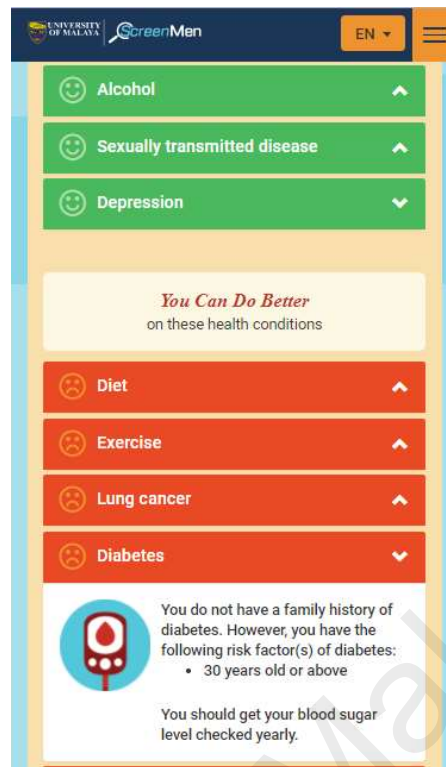 UNIVERSITY
OF MALAYA
ScreenMen
EN
Alcohol
Sexually transmitted disease
Depression
You Can Do Better
on these health conditions
Diet
Exercise
Lung cancer
Diabetes
You do not have a family history of
diabetes. However, you have the
following risk factor(s) of diabetes:
• 30 years old or above
You should get your blood sugar
level checked yearly.